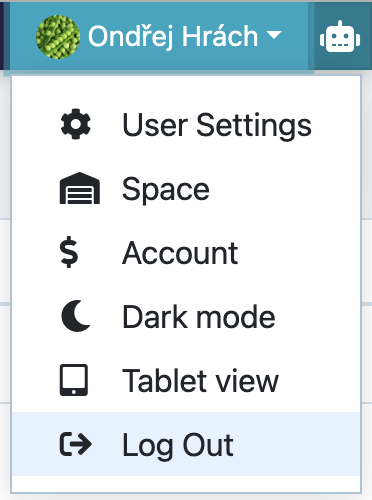 Ondřej Hrách
User Settings
Space
Account
Dark mode
Tablet view
Log Out